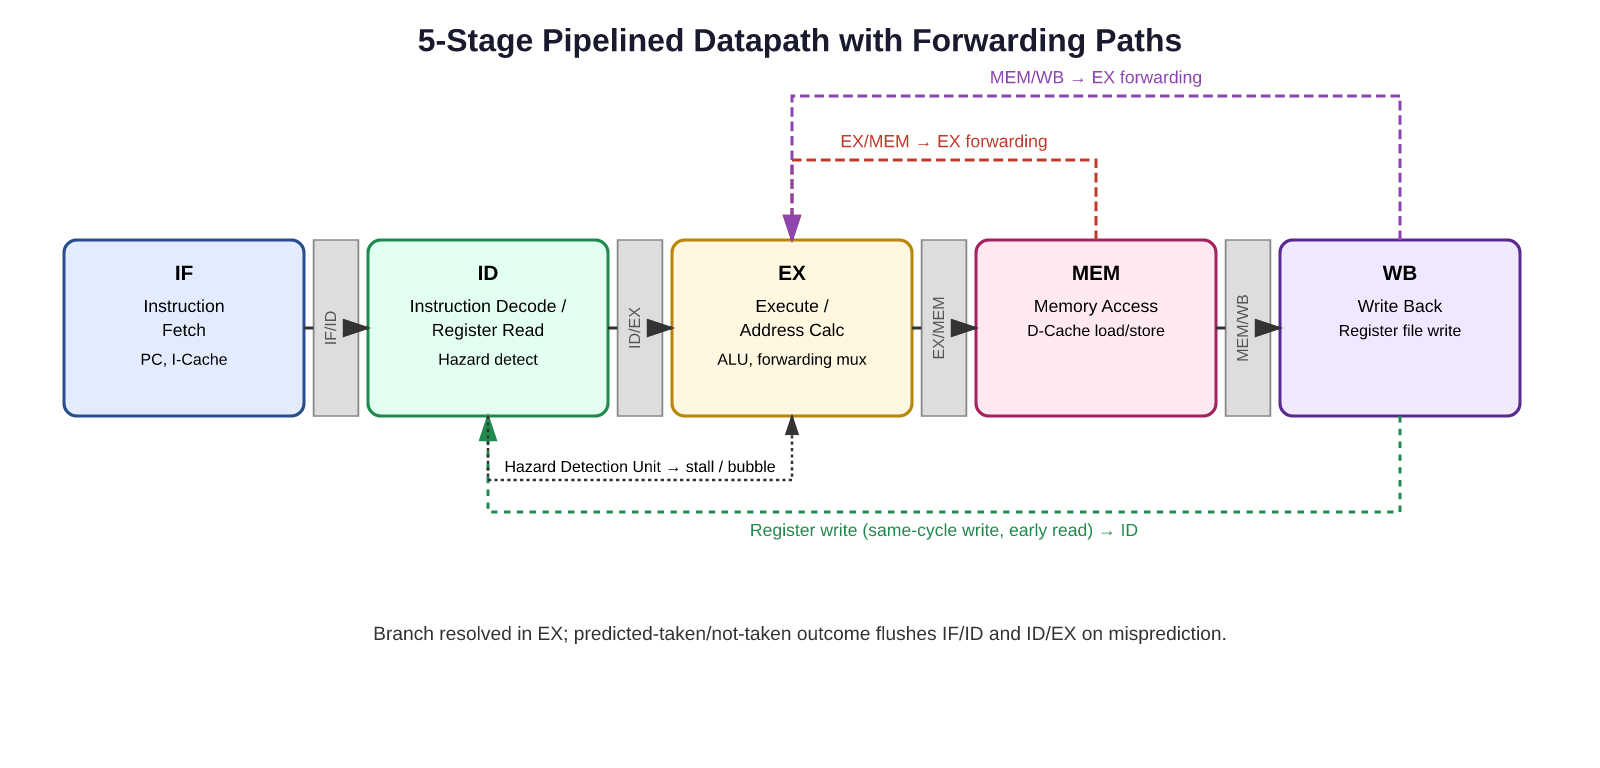 5-Stage Pipelined Datapath with Forwarding Paths
MEM/WB → EX forwarding
EX/MEM → EX forwarding
IF
Instruction
Fetch
PC, I-Cache
IF/ID
ID
Instruction Decode /
Register Read
Hazard detect
ID/EX
EX
Execute /
Address Calc
ALU, forwarding mux
EX/MEM
MEM
Memory Access
D-Cache load/store
MEM/WB
WB
Write Back
Register file write
Hazard Detection Unit → stall / bubble
Register write (same-cycle write, early read) → ID
Branch resolved in EX; predicted-taken/not-taken outcome flushes IF/ID and ID/EX on misprediction.